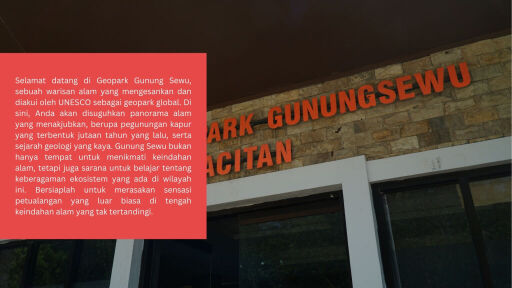 Selamat datang di Geopark Gunung Sewu,
sebuah warisan alam yang mengesankan dan
diakui oleh UNESCO sebagai geopark global. Di
sini, Anda akan disuguhkan panorama alam
yang menakjubkan, berupa pegunungan kapur
yang terbentuk jutaan tahun yang lalu, serta
sejarah geologi yang kaya. Gunung Sewu bukan
hanya tempat untuk menikmati keindahan
alam, tetapi juga sarana untuk belajar tentang
keberagaman ekosistem yang ada di wilayah
ini. Bersiaplah untuk merasakan sensasi
petualangan yang luar biasa di tengah
keindahan alam yang tak tertandingi.
PARK GUNUNGSEWU
ACITAN